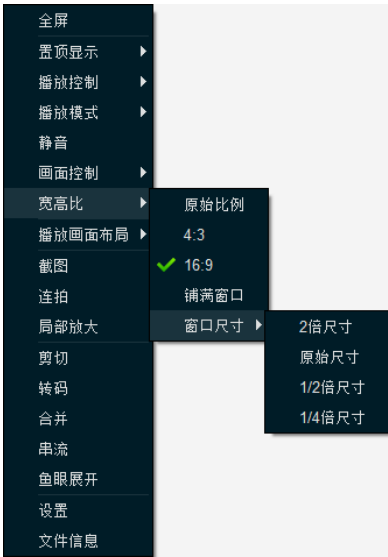 全屏
置顶显示
播放控制
播放模式
静音
画面控制
宽高比
播放画面布局
截图
连拍
局部放大
剪切
转码
合并
串流
鱼眼展开
设置
文件信息
原始比例
4:3
16:9
铺满窗口
窗口尺寸
2倍尺寸
原始尺寸
1/2倍尺寸
1/4倍尺寸